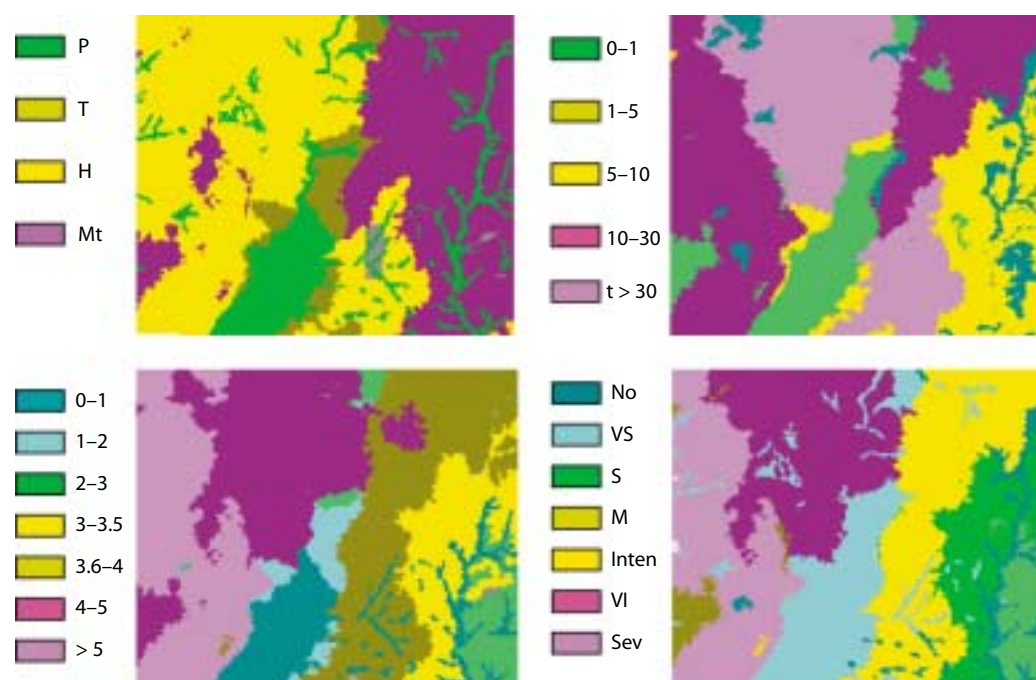 P
T
H
Mt
0–1
1–5
5–10
10–30
t > 30
0–1
1–2
2–3
3–3.5
3.6–4
4–5
> 5
No
VS
S
M
Inten
VI
Sev